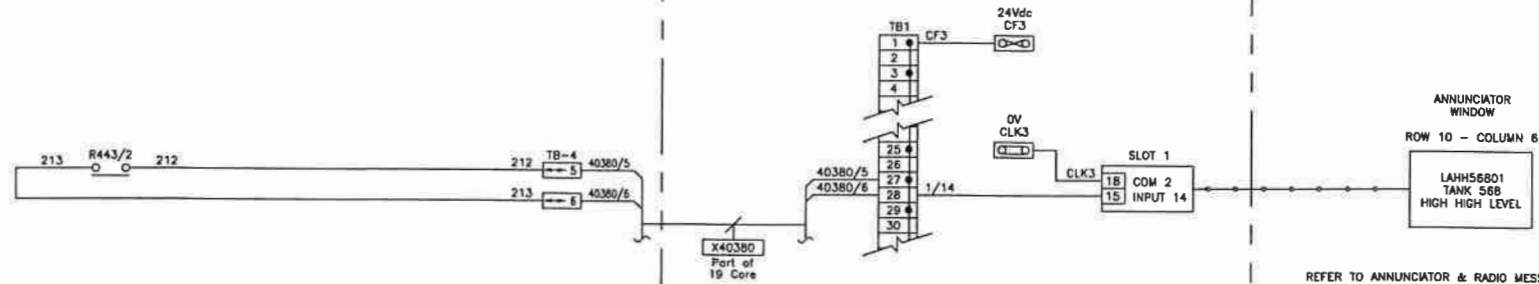 24Vdc
CF3
TB1
1
CF3
2
3
4
0V
CLK3
ANNUNCIATOR
WINDOW
ROW 10 - COLUMN 6
213
R443/2
212
212
TB-4
5
40380/5
213
6
40380/6
25
26
40380/5
27
40380/6
28
1/14
29
30
SLOT 1
CLK3
18
COM 2
15
INPUT 14
LAHH56801
TANK 568
HIGH HIGH LEVEL
X40380
Part of
19 Core
REFER TO ANNUNCIATOR & RADIO MESS